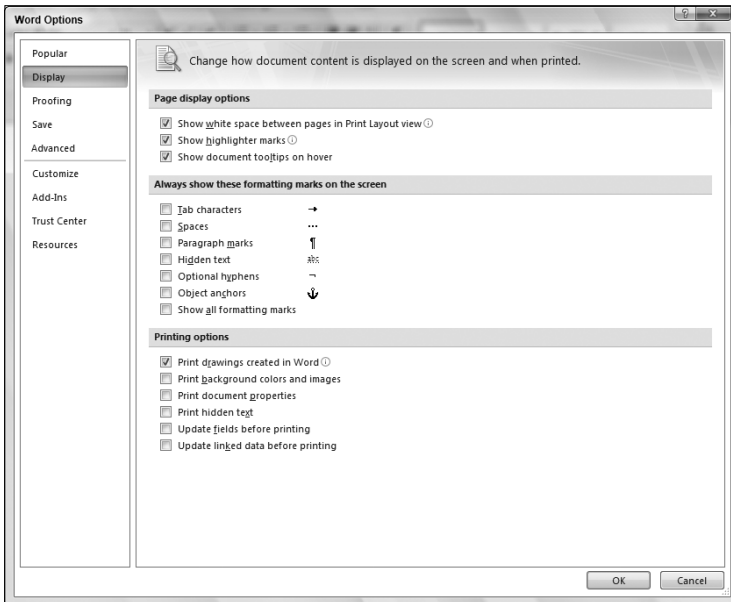 Word Options
Popular
Display
Proofing
Save
Advanced
Customize
Add-Ins
Trust Center
Resources
Change how document content is displayed on the screen and when printed.
Page display options
Show white space between pages in Print Layout view
Show highlighter marks
Show document tooltips on hover
Always show these formatting marks on the screen
Tab characters →
Spaces ...
Paragraph marks ¶
Hidden text abc
Optional hyphens ¬
Object anchors
Show all formatting marks
Printing options
Print drawings created in Word
Print background colors and images
Print document properties
Print hidden text
Update fields before printing
Update linked data before printing
OK Cancel